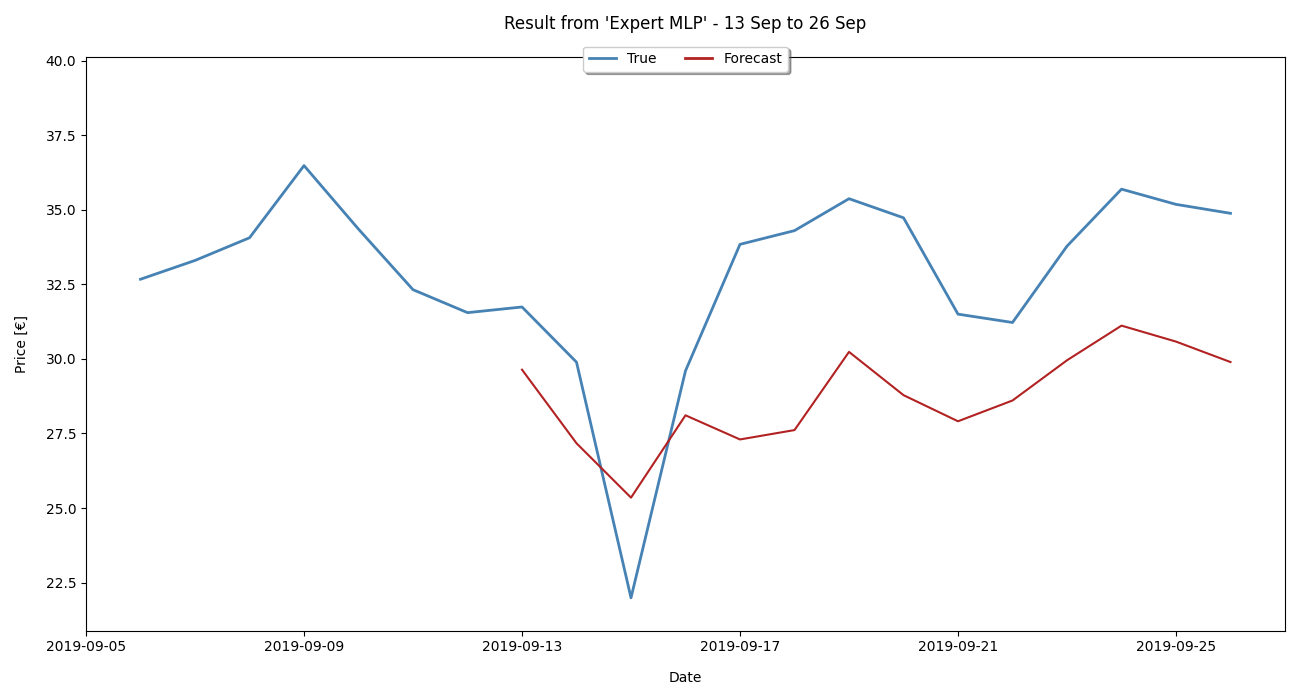 Result from 'Expert MLP' - 13 Sep to 26 Sep
True Forecast
40.0
37.5
35.0
32.5
30.0
27.5
25.0
22.5
Price [€]
2019-09-05 2019-09-09 2019-09-13 2019-09-17 2019-09-21 2019-09-25
Date